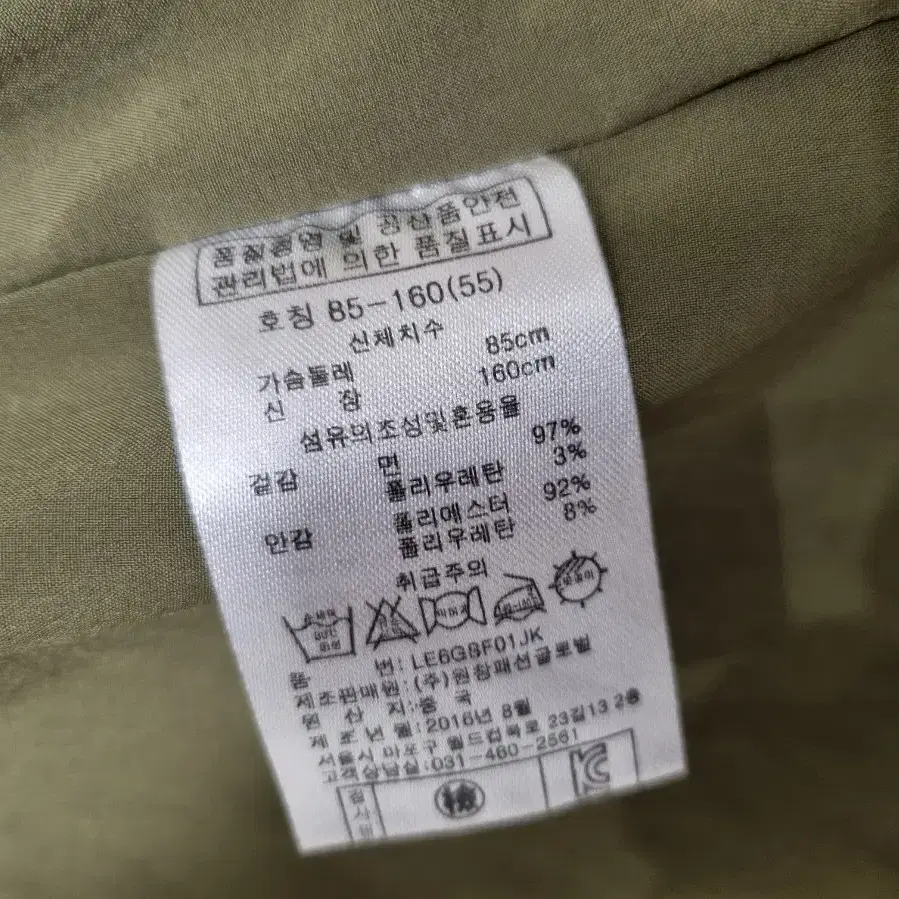 품질경영 및 공산품안전
관리법에 의한 품질표시
호칭 85-160(55)
신체치수
가슴둘레 85cm
신 장 160cm
섬유의조성및혼용율
겉감 면 97%
폴리우레탄 3%
안감 폴리에스터 92%
폴리우레탄 8%
취급주의
품 번: LE6GBF01JK
제조판매원: (주)원창패션글로벌
원 산 지: 중 국
제 조 년 월: 2016년 8월
서울시 마포구 월드컵북로 23길13 2층
고객상담실: 031-460-2561
검사필